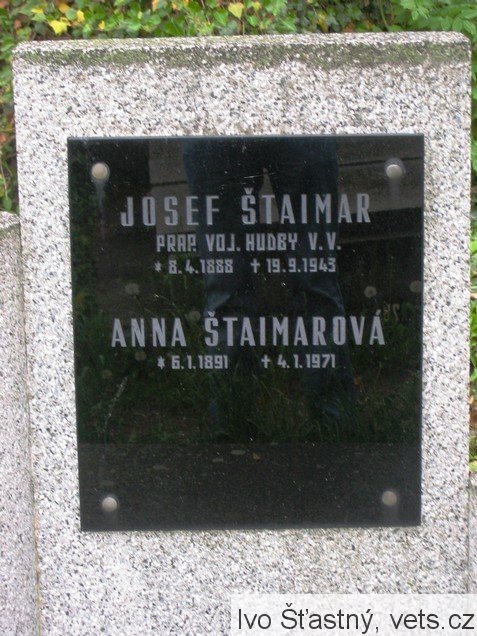 JOSEF ŠTAIMAR
PRAP. VOJ. HUDBY V.V.
* 8.4.1888 + 19.9.1943
ANNA ŠTAIMAROVÁ
* 6.1.1891 + 4.1.1971
Ivo Šťastný, vets.cz